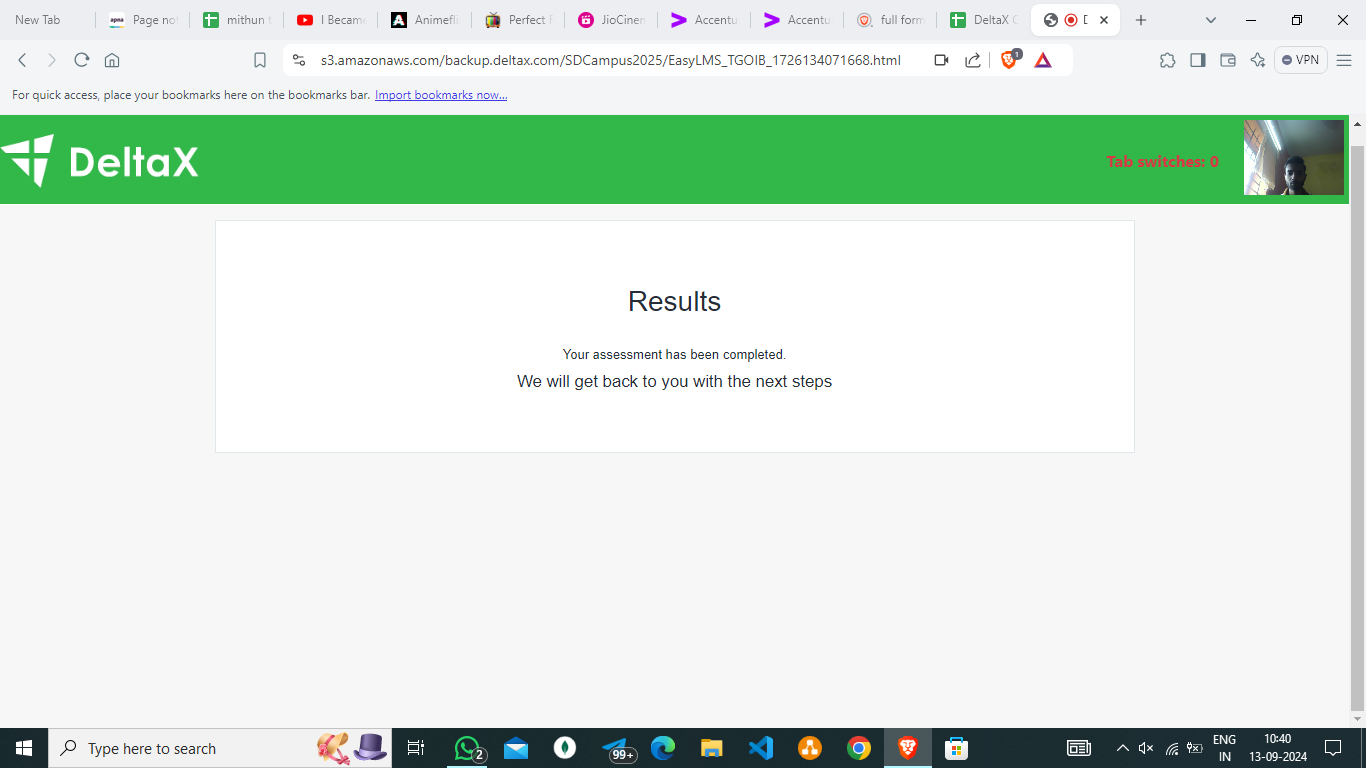 New Tab
Page no
mithun t
I Became
Animefli
Perfect
JioCinem
Accentu
Accentu
full form
DeltaX C
s3.amazonaws.com/backup.deltax.com/SDCampus2025/EasyLMS_TGOIB_1726134071668.html
1
VPN
For quick access, place your bookmarks here on the bookmarks bar. Import bookmarks now...
DeltaX
Tab switches: 0
Results
Your assessment has been completed.
We will get back to you with the next steps
Type here to search
2
99+
ENG
IN
10:40
13-09-2024